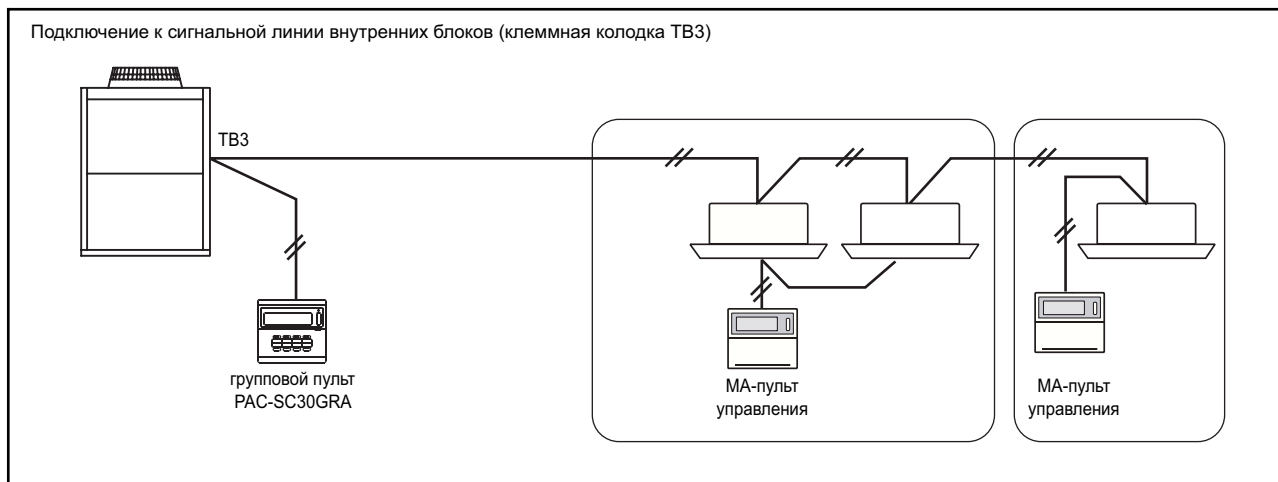 Подключение к сигнальной линии внутренних блоков (клеммная колодка TB3)
TB3
групповой пульт
PAC-SC30GRA
MA-пульт
управления
MA-пульт
управления